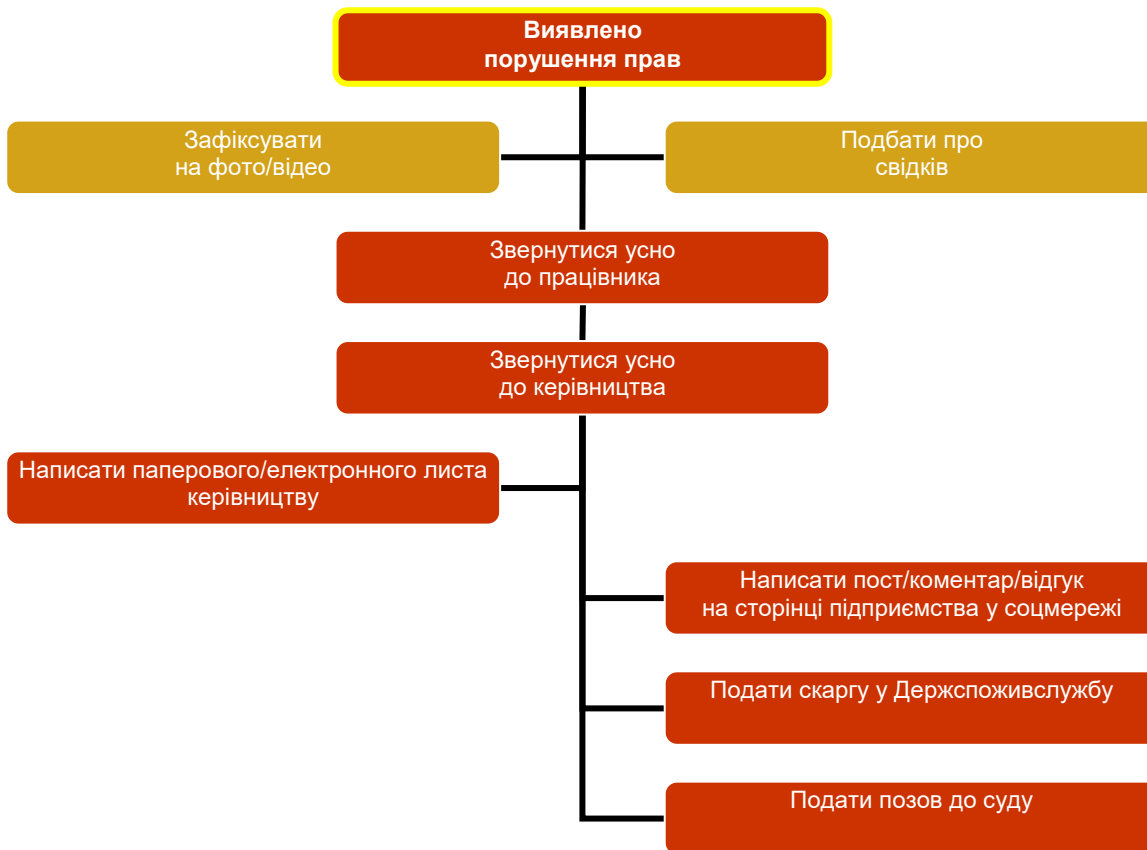 Виявлено
порушення прав
Зафіксувати
на фото/відео
Подбати про
свідків
Звернутися усно
до працівника
Звернутися усно
до керівництва
Написати паперового/електронного листа
керівництву
Написати пост/коментар/відгук
на сторінці підприємства у соцмережі
Подати скаргу у Держспоживслужбу
Подати позов до суду